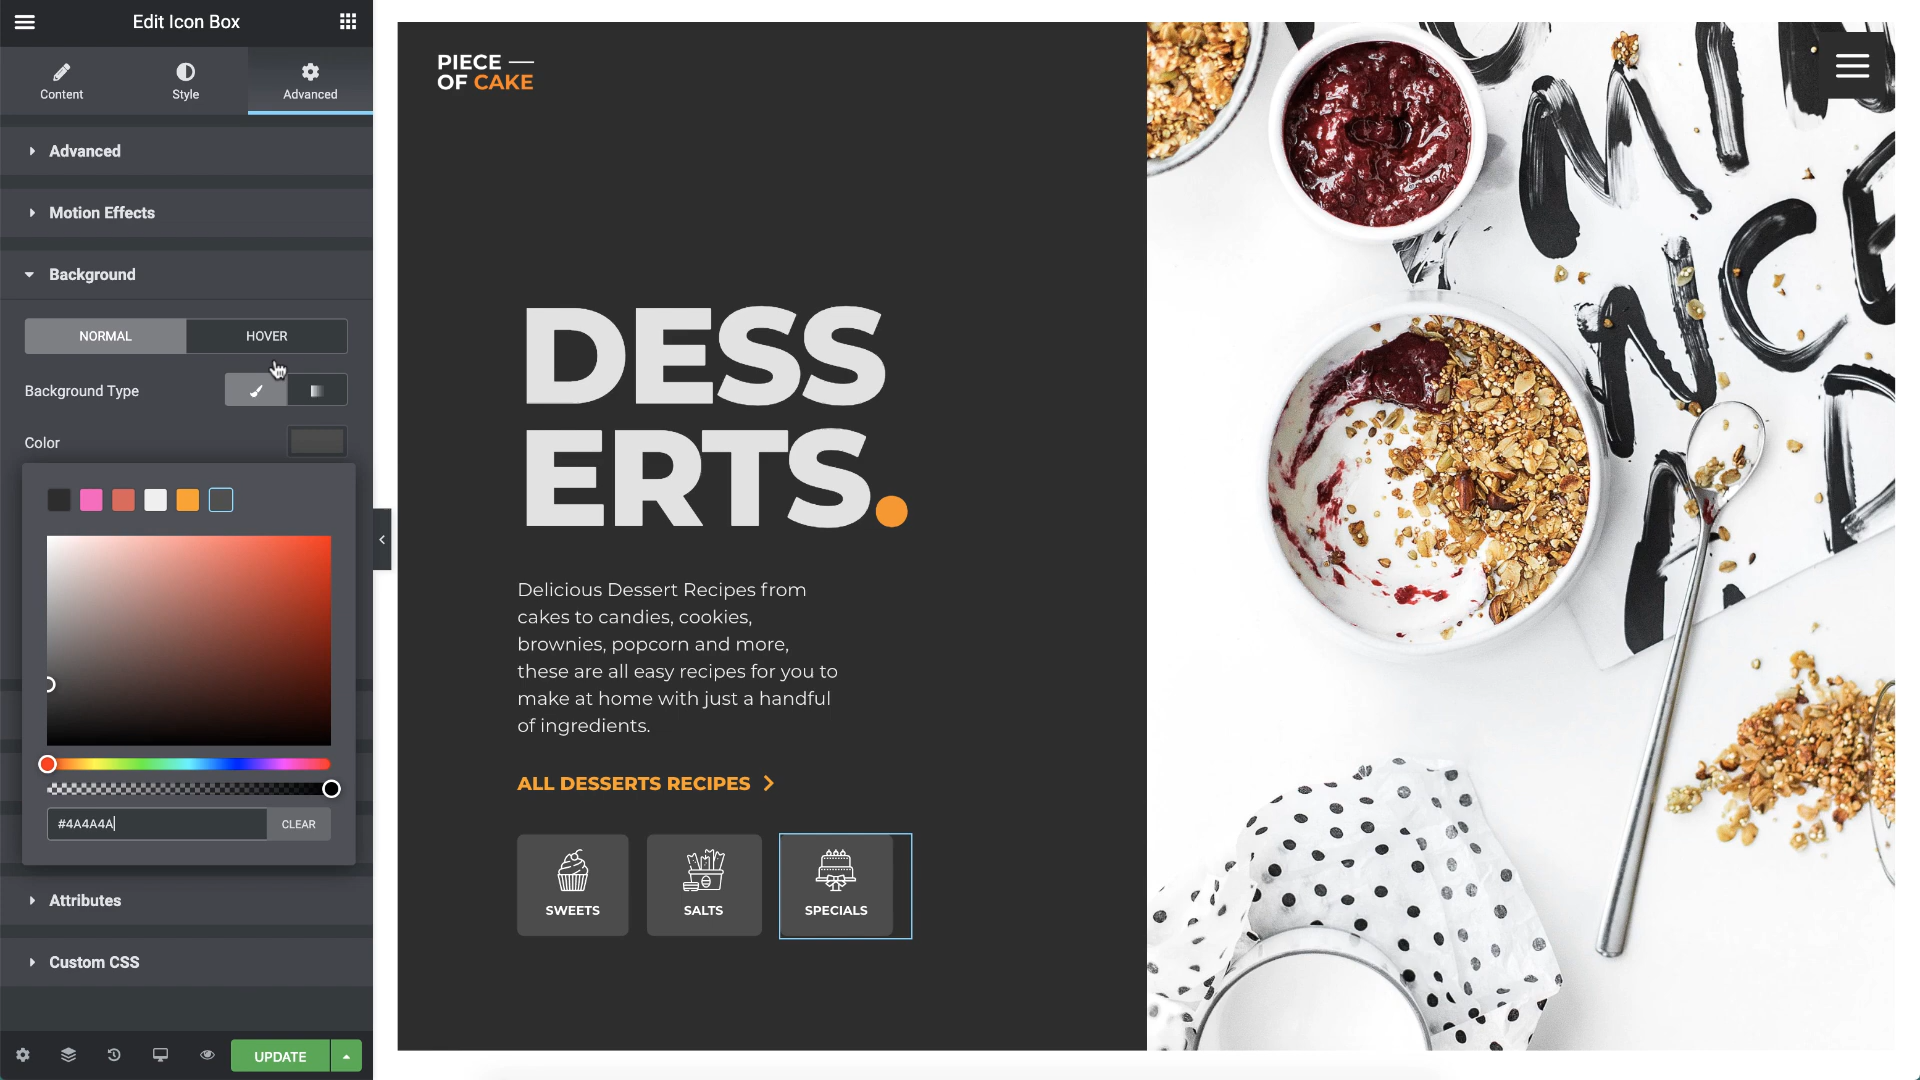 Edit Icon Box
Content
Style
Advanced
Advanced
Motion Effects
Background
NORMAL
HOVER
Background Type
Color
#4A4A4A
CLEAR
Attributes
Custom CSS
UPDATE
PIECE —
OF CAKE
DESS
ERTS.
Delicious Dessert Recipes from
cakes to candies, cookies,
brownies, popcorn and more,
these are all easy recipes for you to
make at home with just a handful
of ingredients.
ALL DESSERTS RECIPES
SWEETS
SALTS
SPECIALS